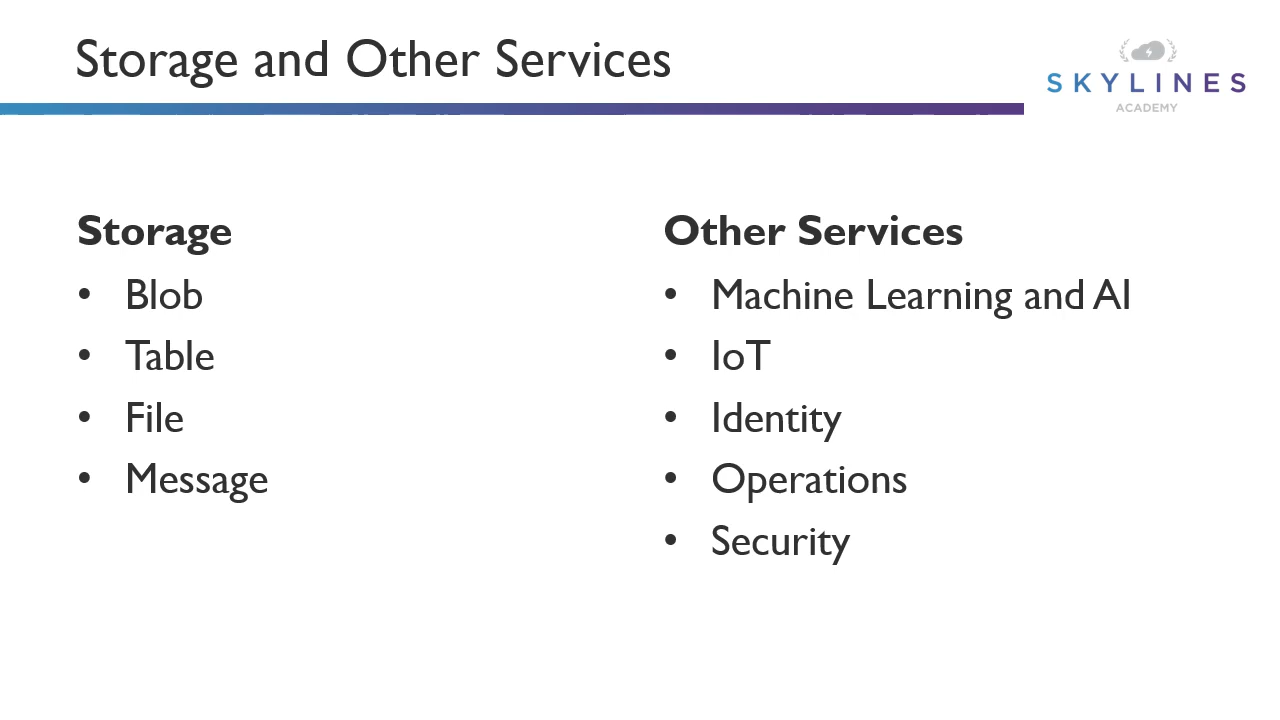 Storage and Other Services
SKYLINES
ACADEMY
Storage
• Blob
• Table
• File
• Message
Other Services
• Machine Learning and AI
• IoT
• Identity
• Operations
• Security